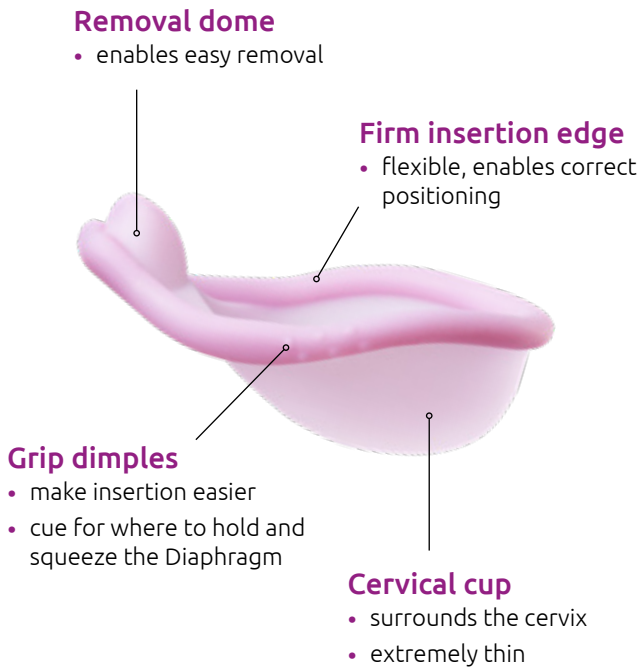 Removal dome
• enables easy removal
Firm insertion edge
• flexible, enables correct
positioning
Grip dimples
• make insertion easier
• cue for where to hold and
squeeze the Diaphragm
Cervical cup
• surrounds the cervix
• extremely thin